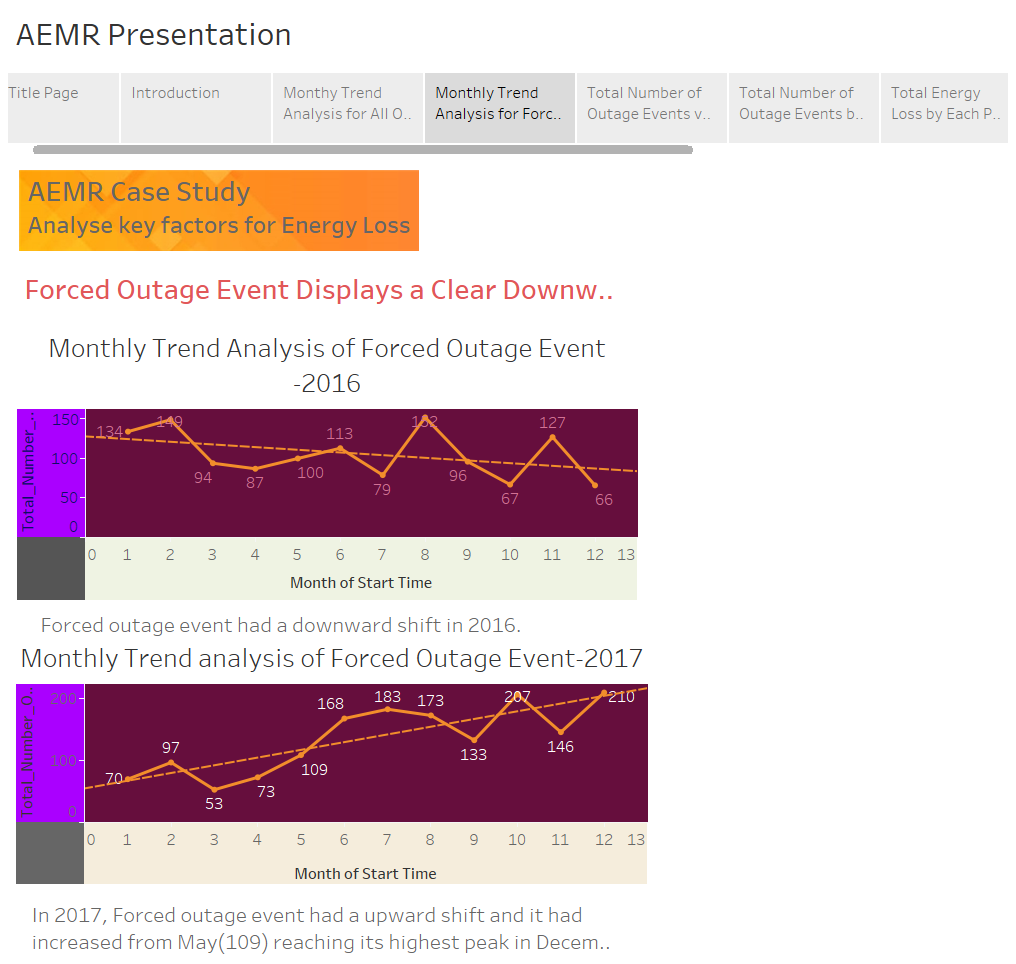 AEMR Presentation
Title Page
Introduction
Monthy Trend
Analysis for All O..
Monthly Trend
Analysis for Forc..
Total Number of
Outage Events v..
Total Number of
Outage Events b..
Total Energy
Loss by Each P..
AEMR Case Study
Analyse key factors for Energy Loss
Forced Outage Event Displays a Clear Downw..
Monthly Trend Analysis of Forced Outage Event
-2016
Total_Number_..
150
100
50
0
134
149
94
87
100
113
79
152
96
67
127
66
0 1 2 3 4 5 6 7 8 9 10 11 12 13
Month of Start Time
Forced outage event had a downward shift in 2016.
Monthly Trend analysis of Forced Outage Event-2017
Total_Number_O..
200
100
0
70
97
53
73
109
168
183
173
133
207
146
210
0 1 2 3 4 5 6 7 8 9 10 11 12 13
Month of Start Time
In 2017, Forced outage event had a upward shift and it had
increased from May(109) reaching its highest peak in Decem..